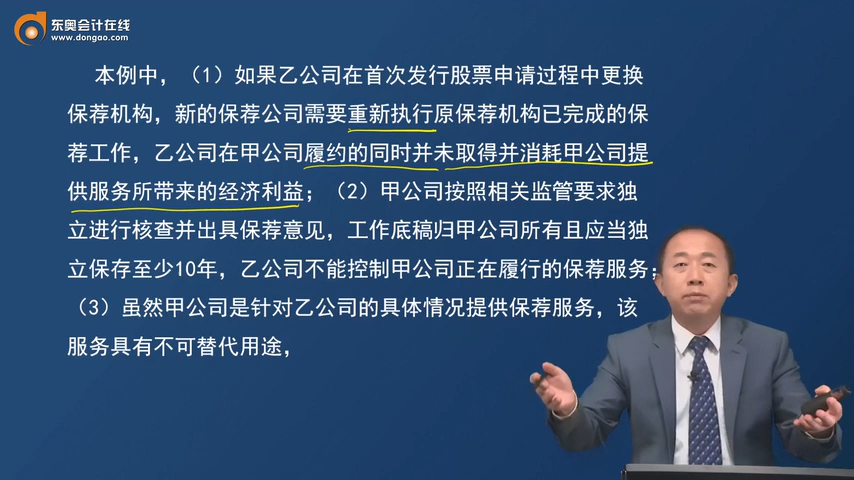 东奥会计在线
www.dongao.com
本例中，（1）如果乙公司在首次发行股票申请过程中更换
保荐机构，新的保荐公司需要重新执行原保荐机构已完成的保
荐工作，乙公司在甲公司履约的同时并未取得并消耗甲公司提
供服务所带来的经济利益；（2）甲公司按照相关监管要求独
立进行核查并出具保荐意见，工作底稿归甲公司所有且应当独
立保存至少10年，乙公司不能控制甲公司正在履行的保荐服务；
（3）虽然甲公司是针对乙公司的具体情况提供保荐服务，该
服务具有不可替代用途，